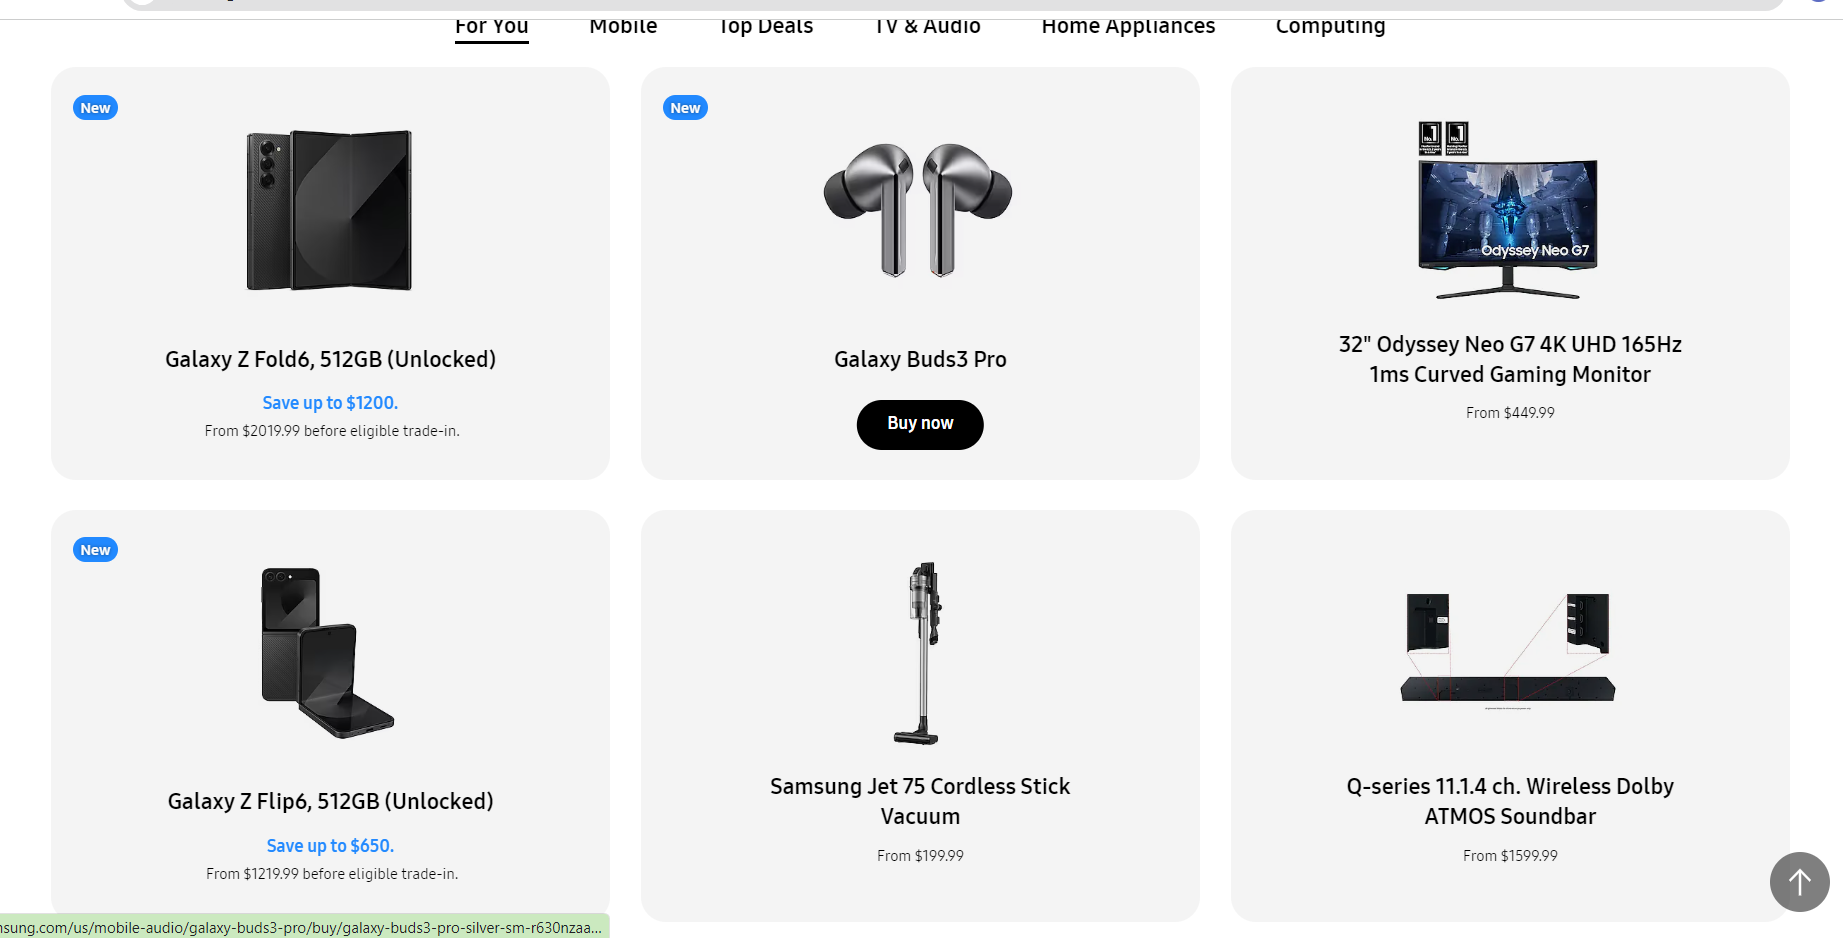 For You
Mobile
Top Deals
TV & Audio
Home Appliances
Computing
New
Galaxy Z Fold6, 512GB (Unlocked)
Save up to $1200.
From $2019.99 before eligible trade-in.
New
Galaxy Buds3 Pro
Buy now
No.1
No.1
Odyssey Neo G7
32" Odyssey Neo G7 4K UHD 165Hz
1ms Curved Gaming Monitor
From $449.99
New
Galaxy Z Flip6, 512GB (Unlocked)
Save up to $650.
From $1219.99 before eligible trade-in.
Samsung Jet 75 Cordless Stick
Vacuum
From $199.99
Q-series 11.1.4 ch. Wireless Dolby
ATMOS Soundbar
From $1599.99
nsung.com/us/mobile-audio/galaxy-buds3-pro/buy/galaxy-buds3-pro-silver-sm-r630nzaa...